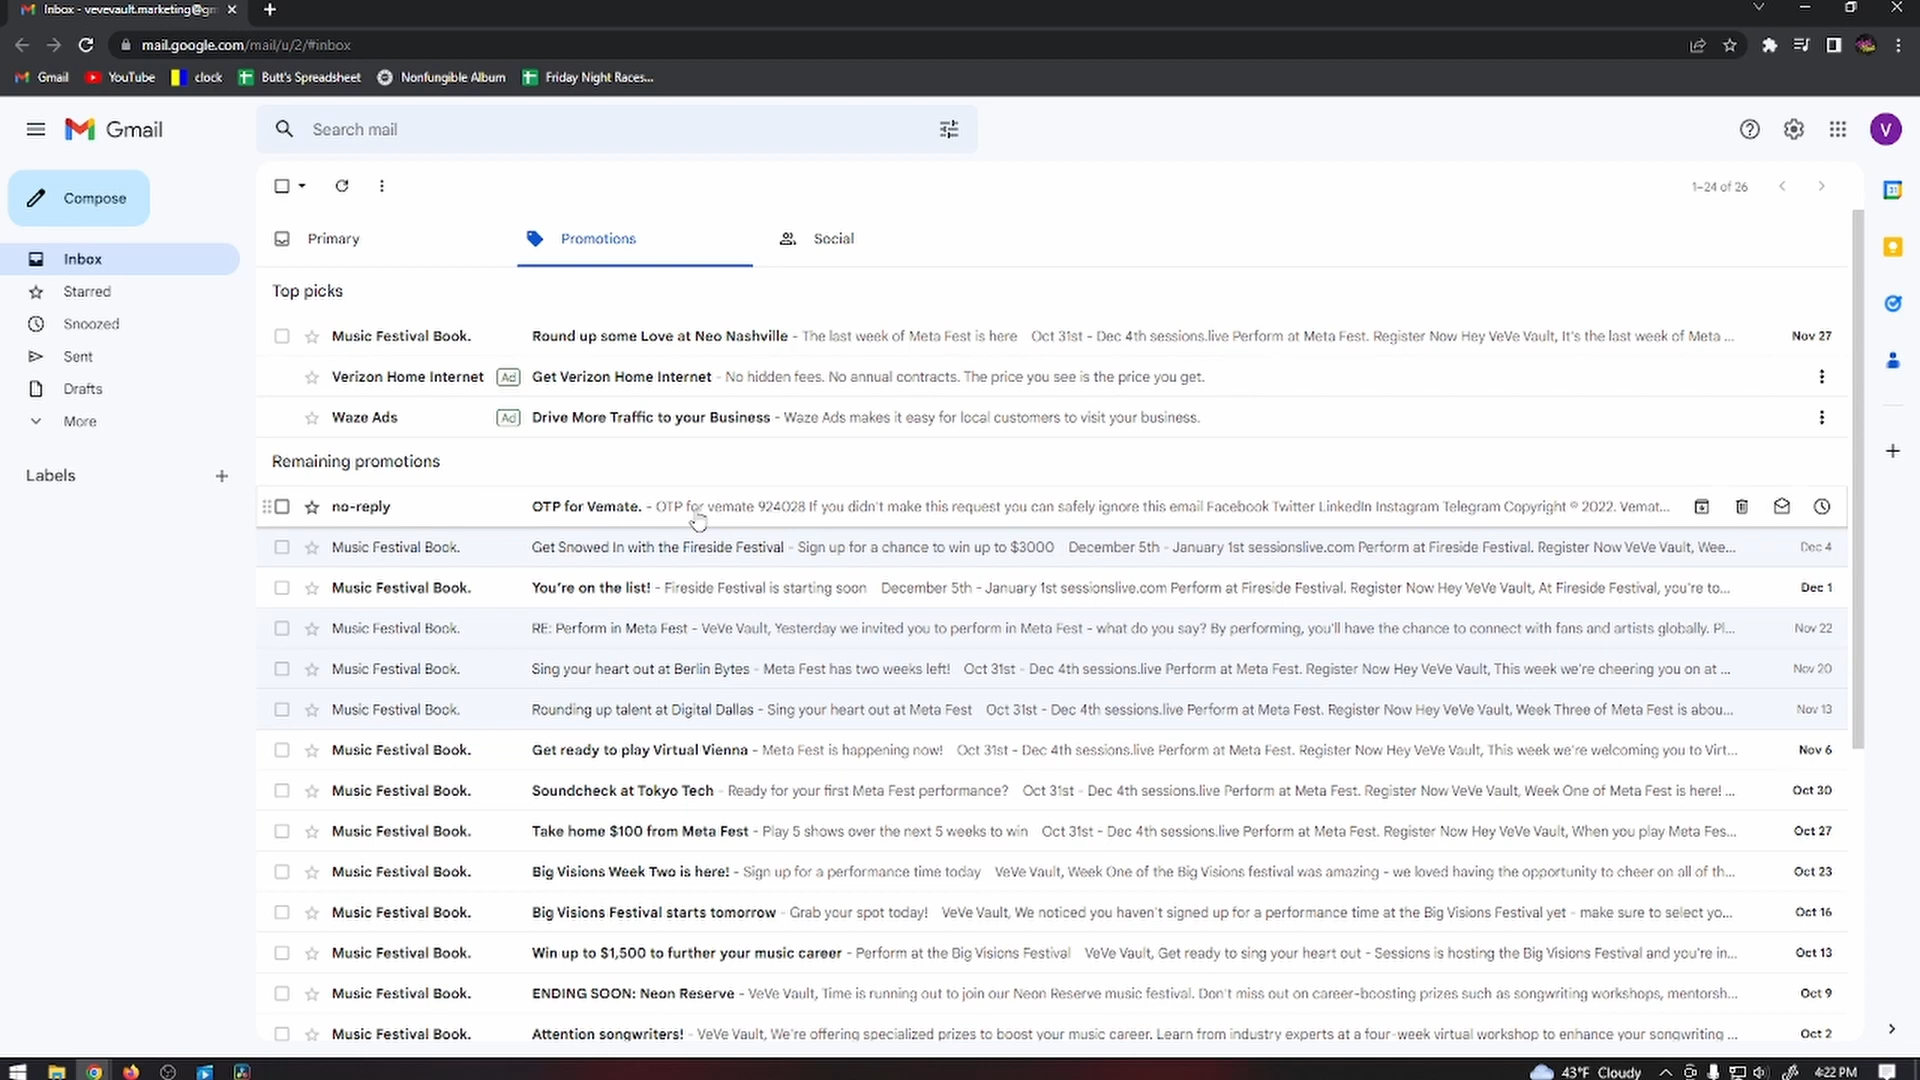 Inbox - vevevault.marketing@gm
mail.google.com/mail/u/2/#inbox
Gmail YouTube clock Butt's Spreadsheet Nonfungible Album Friday Night Races...
Gmail Search mail V
Compose
1–24 of 26
Primary Promotions Social
Inbox
Starred
Snoozed
Sent
Drafts
More
Labels
Top picks
Music Festival Book. Round up some Love at Neo Nashville - The last week of Meta Fest is here Oct 31st - Dec 4th sessions.live Perform at Meta Fest. Register Now Hey VeVe Vault, It's the last week of Meta ... Nov 27
Verizon Home Internet Ad Get Verizon Home Internet - No hidden fees. No annual contracts. The price you see is the price you get.
Waze Ads Ad Drive More Traffic to your Business - Waze Ads makes it easy for local customers to visit your business.
Remaining promotions
no-reply OTP for Vemate. - OTP for vemate 924028 If you didn't make this request you can safely ignore this email Facebook Twitter LinkedIn Instagram Telegram Copyright © 2022. Vemat...
Music Festival Book. Get Snowed In with the Fireside Festival - Sign up for a chance to win up to $3000 December 5th - January 1st sessionslive.com Perform at Fireside Festival. Register Now VeVe Vault, Wee... Dec 4
Music Festival Book. You're on the list! - Fireside Festival is starting soon December 5th - January 1st sessionslive.com Perform at Fireside Festival. Register Now Hey VeVe Vault, At Fireside Festival, you're to... Dec 1
Music Festival Book. RE: Perform in Meta Fest - VeVe Vault, Yesterday we invited you to perform in Meta Fest - what do you say? By performing, you'll have the chance to connect with fans and artists globally. Pl... Nov 22
Music Festival Book. Sing your heart out at Berlin Bytes - Meta Fest has two weeks left! Oct 31st - Dec 4th sessions.live Perform at Meta Fest. Register Now Hey VeVe Vault, This week we're cheering you on at ... Nov 20
Music Festival Book. Rounding up talent at Digital Dallas - Sing your heart out at Meta Fest Oct 31st - Dec 4th sessions.live Perform at Meta Fest. Register Now Hey VeVe Vault, Week Three of Meta Fest is abou... Nov 13
Music Festival Book. Get ready to play Virtual Vienna - Meta Fest is happening now! Oct 31st - Dec 4th sessions.live Perform at Meta Fest. Register Now Hey VeVe Vault, This week we're welcoming you to Virt... Nov 6
Music Festival Book. Soundcheck at Tokyo Tech - Ready for your first Meta Fest performance? Oct 31st - Dec 4th sessions.live Perform at Meta Fest. Register Now Hey VeVe Vault, Week One of Meta Fest is here! ... Oct 30
Music Festival Book. Take home $100 from Meta Fest - Play 5 shows over the next 5 weeks to win Oct 31st - Dec 4th sessions.live Perform at Meta Fest. Register Now Hey VeVe Vault, When you play Meta Fes... Oct 27
Music Festival Book. Big Visions Week Two is here! - Sign up for a performance time today VeVe Vault, Week One of the Big Visions festival was amazing - we loved having the opportunity to cheer on all of th... Oct 23
Music Festival Book. Big Visions Festival starts tomorrow - Grab your spot today! VeVe Vault, We noticed you haven't signed up for a performance time at the Big Visions Festival yet - make sure to select yo... Oct 16
Music Festival Book. Win up to $1,500 to further your music career - Perform at the Big Visions Festival VeVe Vault, Get ready to sing your heart out - Sessions is hosting the Big Visions Festival and you're in... Oct 13
Music Festival Book. ENDING SOON: Neon Reserve - VeVe Vault, Time is running out to join our Neon Reserve music festival. Don't miss out on career-boosting prizes such as songwriting workshops, mentorsh... Oct 9
Music Festival Book. Attention songwriters! - VeVe Vault, We're offering specialized prizes to boost your music career. Learn from industry experts at a four-week virtual workshop to enhance your songwriting ... Oct 2
43°F Cloudy 4:22 PM